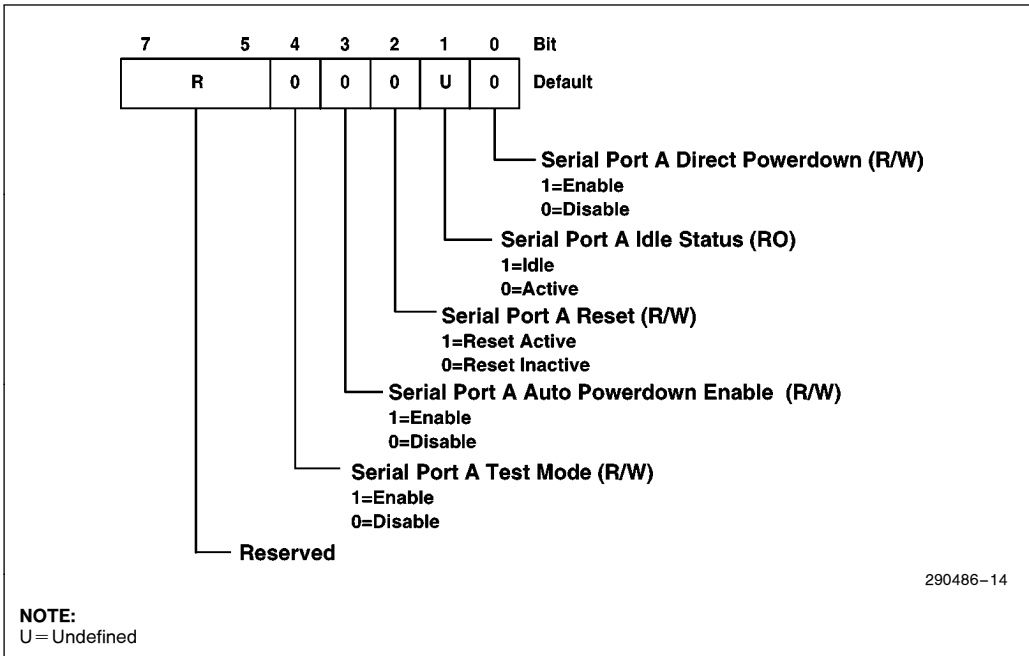 7 5 4 3 2 1 0 Bit
R 0 0 0 U 0 Default
Serial Port A Direct Powerdown (R/W)
1=Enable
0=Disable
Serial Port A Idle Status (RO)
1=Idle
0=Active
Serial Port A Reset (R/W)
1=Reset Active
0=Reset Inactive
Serial Port A Auto Powerdown Enable (R/W)
1=Enable
0=Disable
Serial Port A Test Mode (R/W)
1=Enable
0=Disable
Reserved
290486–14
NOTE:
U=Undefined